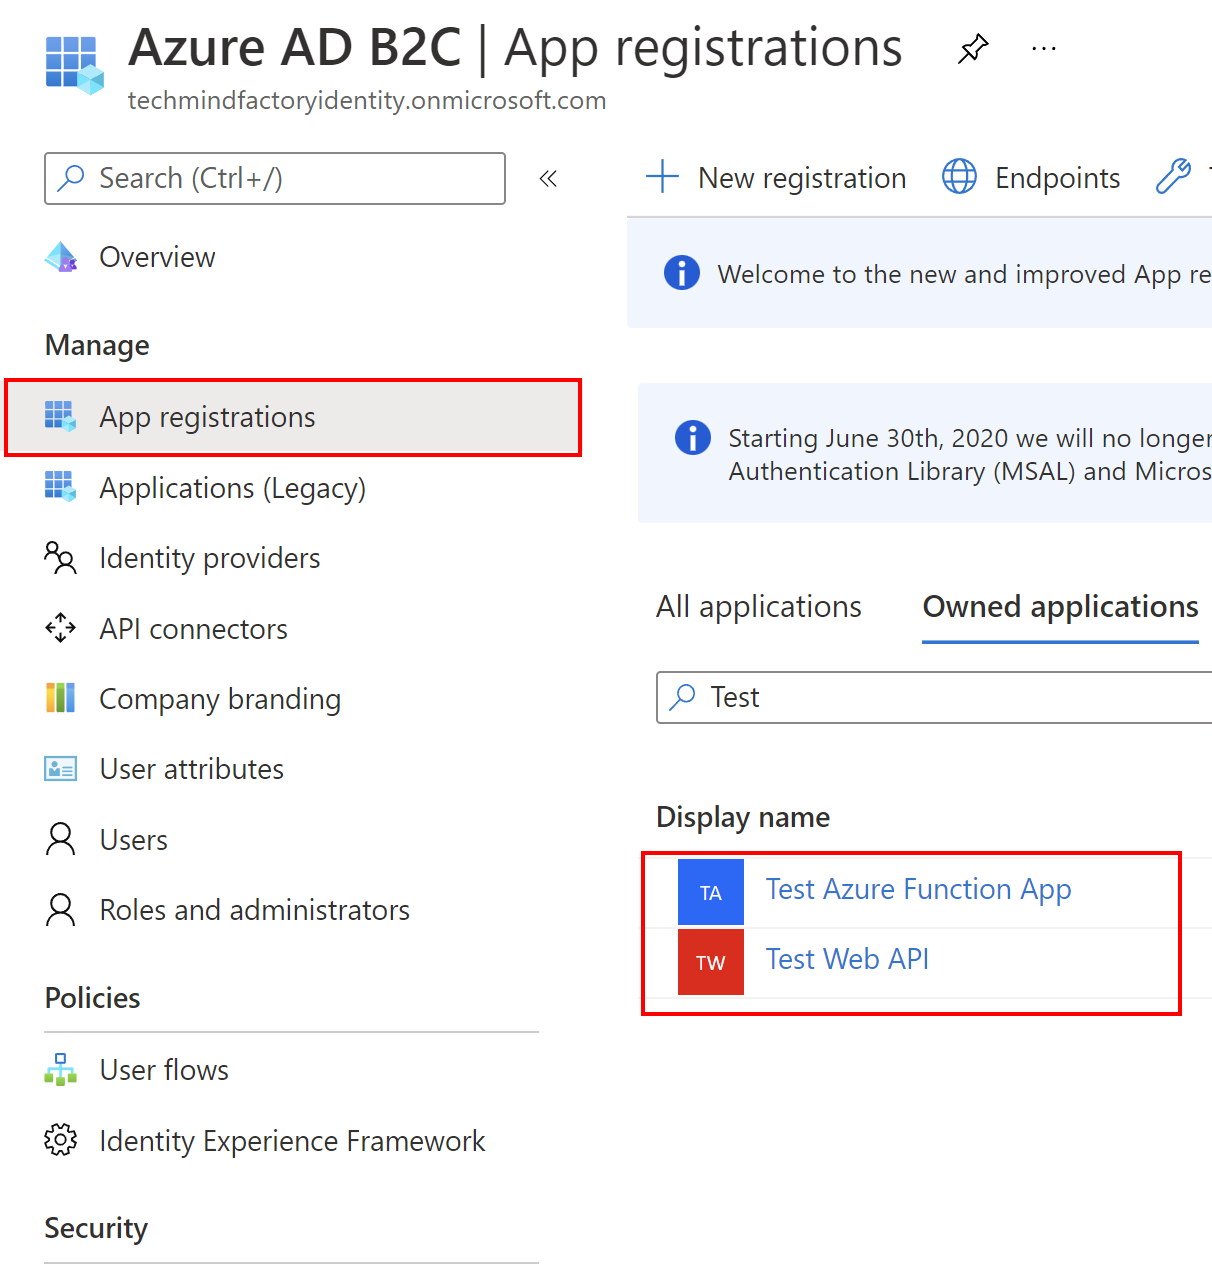 Azure AD B2C | App registrations
techmindfactoryidentity.onmicrosoft.com
Search (Ctrl+/)
Overview
Manage
App registrations
Applications (Legacy)
Identity providers
API connectors
Company branding
User attributes
Users
Roles and administrators
Policies
User flows
Identity Experience Framework
Security
New registration
Endpoints
Welcome to the new and improved App re
Starting June 30th, 2020 we will no longer
Authentication Library (MSAL) and Micros
All applications
Owned applications
Test
Display name
TA Test Azure Function App
TW Test Web API